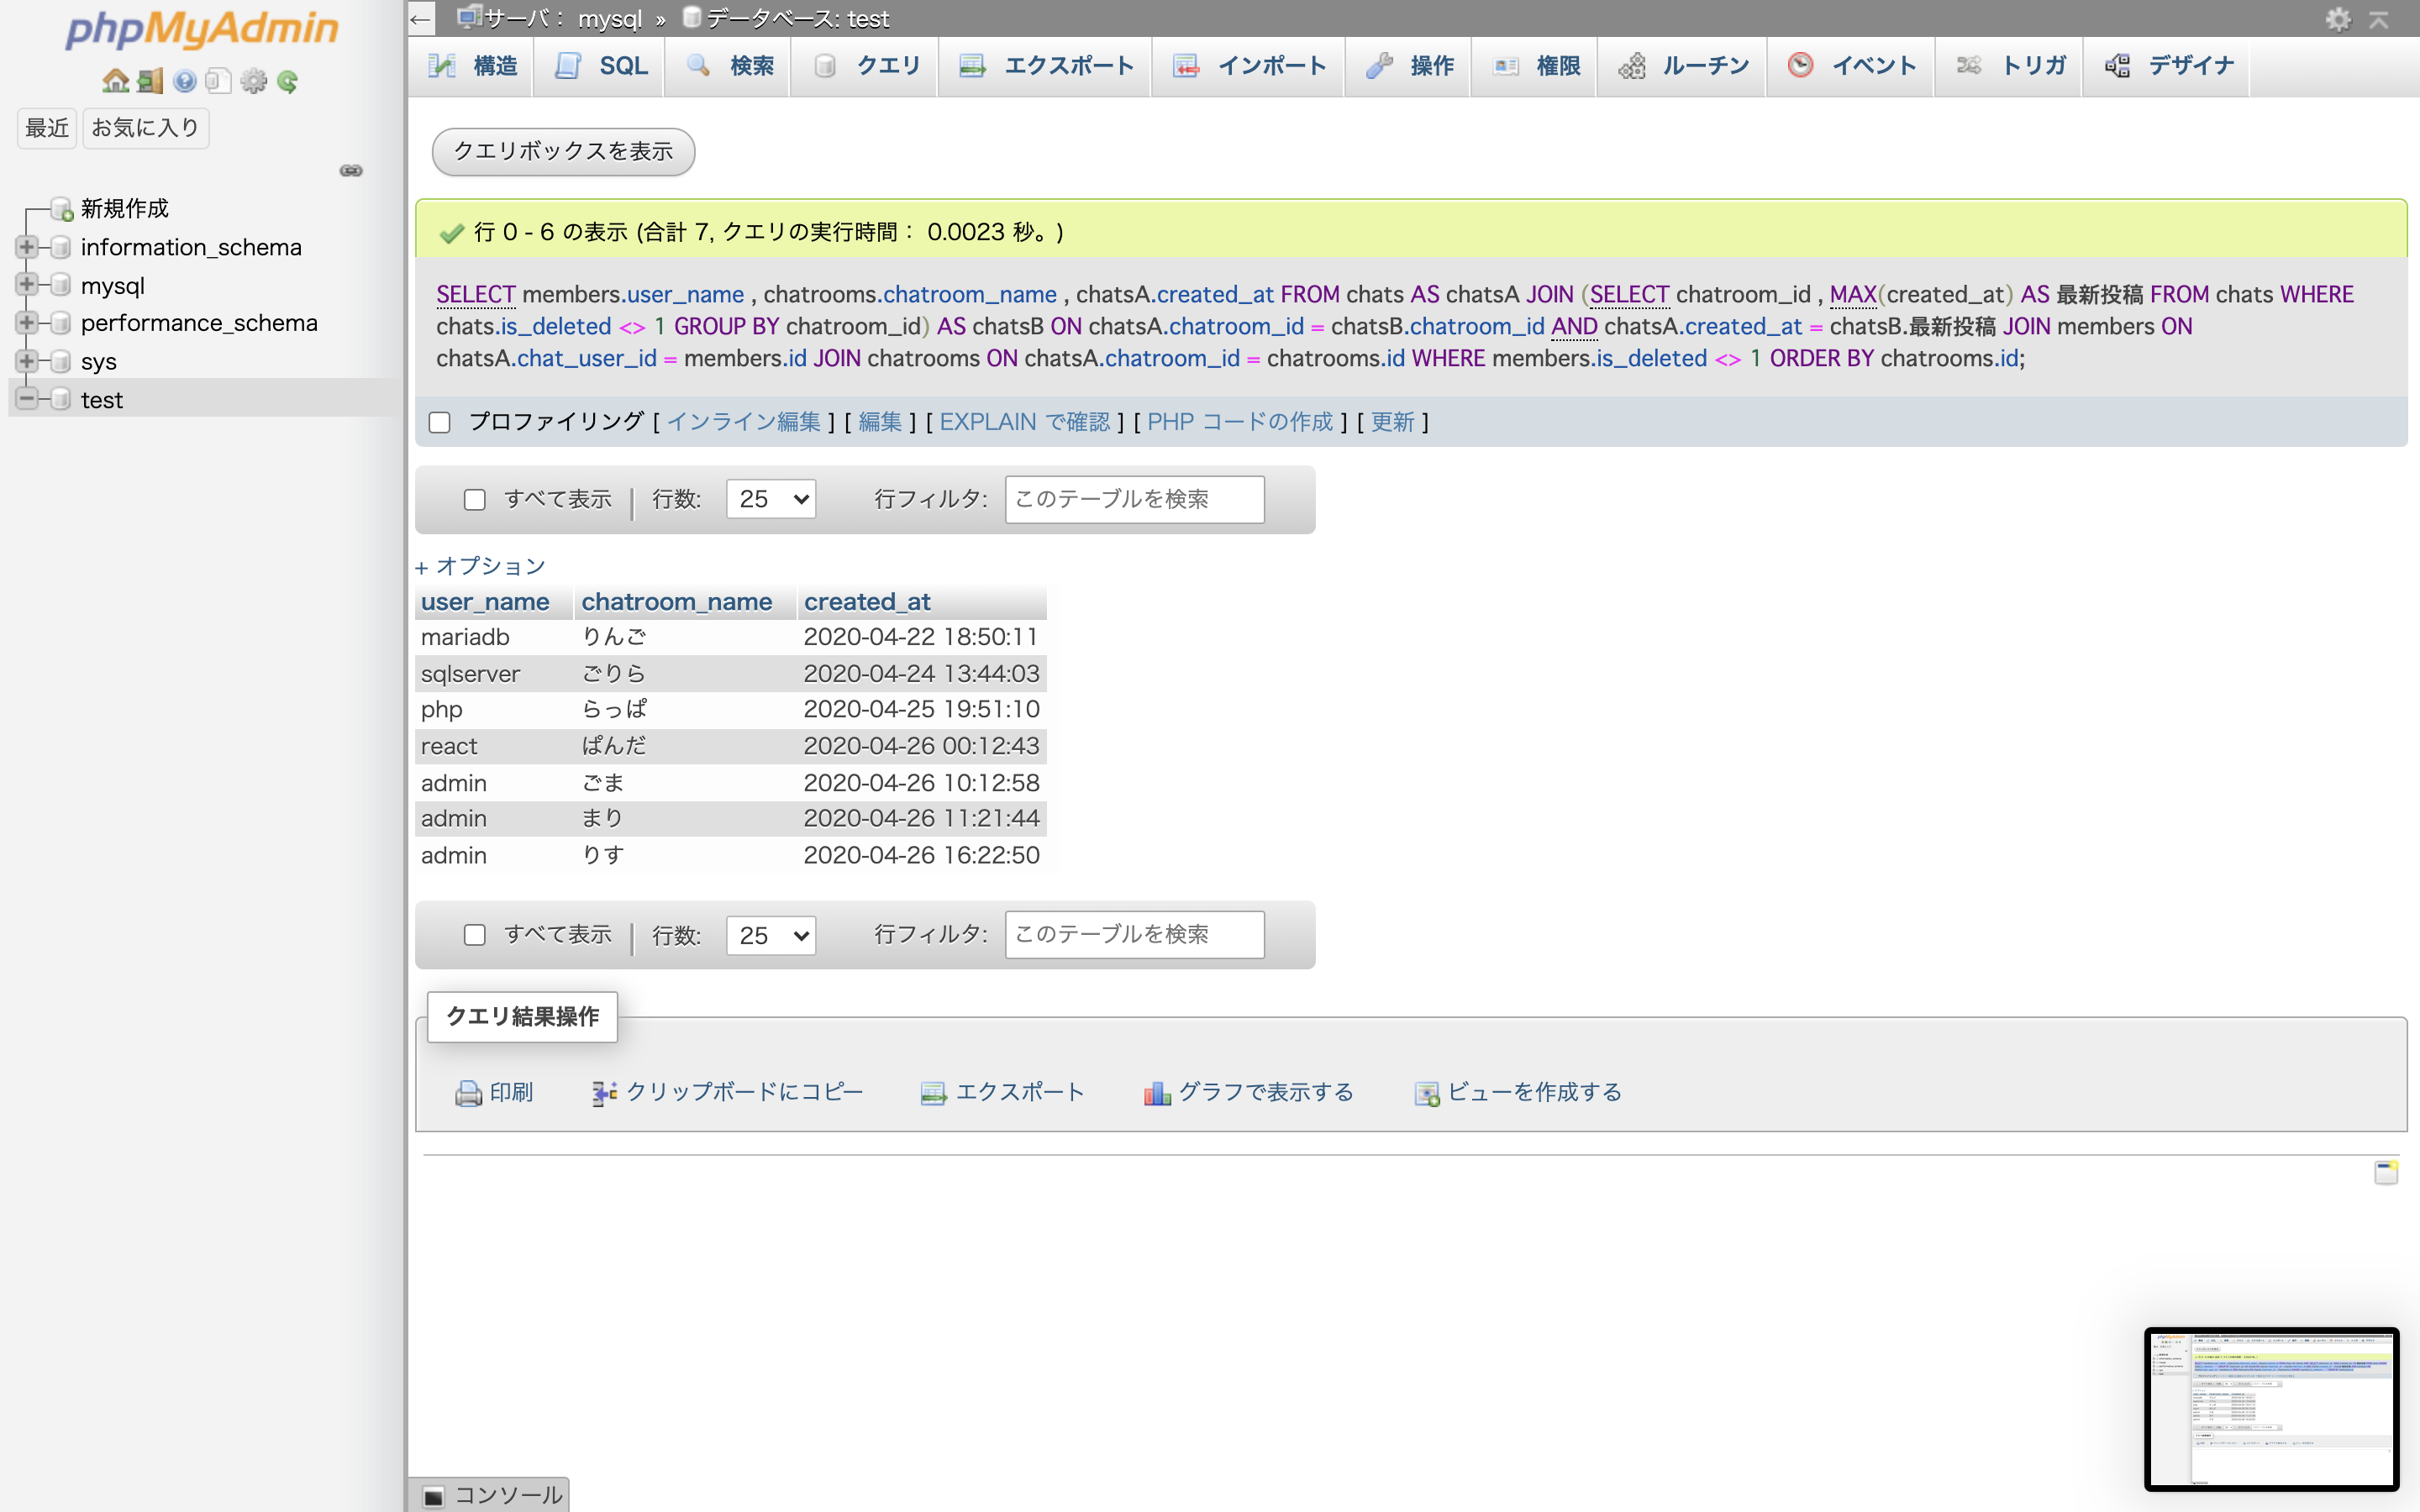 phpMyAdmin
最近 お気に入り
新規作成
information_schema
mysql
performance_schema
sys
test
← サーバ： mysql » データベース: test
構造 SQL 検索 クエリ エクスポート インポート 操作 権限 ルーチン イベント トリガ デザイナ
クエリボックスを表示
行 0 - 6 の表示 (合計 7, クエリの実行時間： 0.0023 秒。)
SELECT members.user_name , chatrooms.chatroom_name , chatsA.created_at FROM chats AS chatsA JOIN (SELECT chatroom_id , MAX(created_at) AS 最新投稿 FROM chats WHERE
chats.is_deleted <> 1 GROUP BY chatroom_id) AS chatsB ON chatsA.chatroom_id = chatsB.chatroom_id AND chatsA.created_at = chatsB.最新投稿 JOIN members ON
chatsA.chat_user_id = members.id JOIN chatrooms ON chatsA.chatroom_id = chatrooms.id WHERE members.is_deleted <> 1 ORDER BY chatrooms.id;
プロファイリング [ インライン編集 ] [ 編集 ] [ EXPLAIN で確認 ] [ PHP コードの作成 ] [ 更新 ]
すべて表示 | 行数: 25 行フィルタ: このテーブルを検索
+ オプション
user_name chatroom_name created_at
mariadb りんご 2020-04-22 18:50:11
sqlserver ごりら 2020-04-24 13:44:03
php らっぱ 2020-04-25 19:51:10
react ぱんだ 2020-04-26 00:12:43
admin ごま 2020-04-26 10:12:58
admin まり 2020-04-26 11:21:44
admin りす 2020-04-26 16:22:50
すべて表示 | 行数: 25 行フィルタ: このテーブルを検索
クエリ結果操作
印刷 クリップボードにコピー エクスポート グラフで表示する ビューを作成する
コンソール